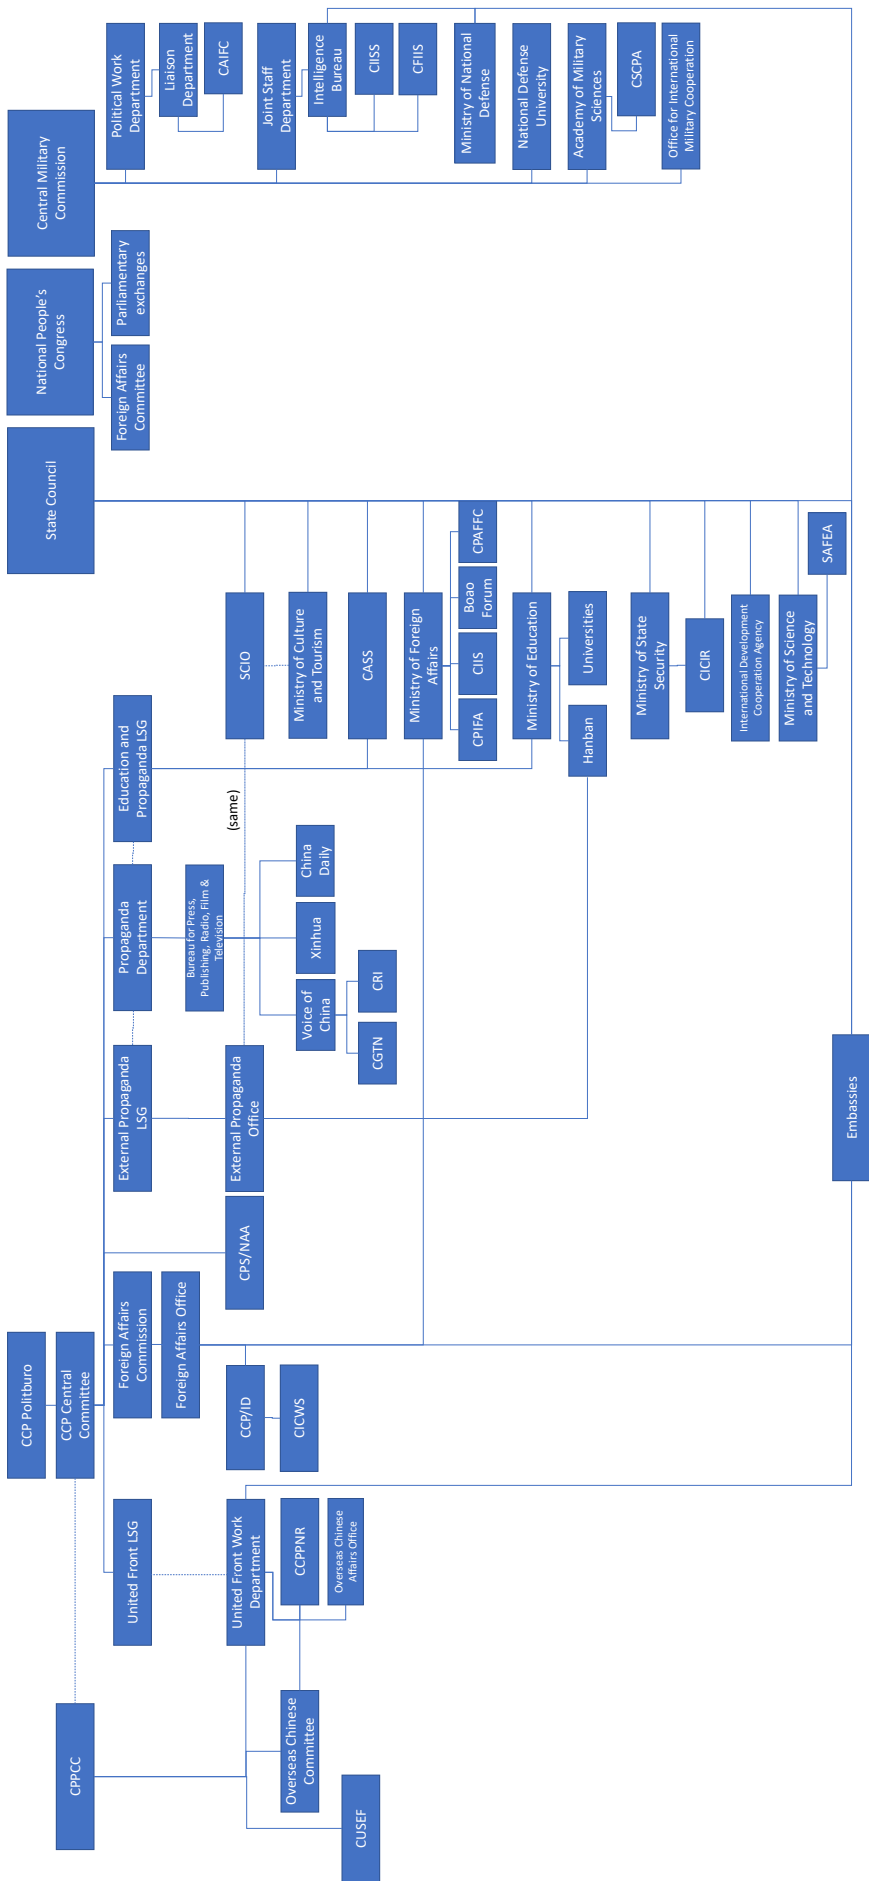 CCP Politburo
CCP Central
Committee
CPPCC
State Council
National People's
Congress
Central Military
Commission
United Front LSG
Foreign Affairs
Commission
Foreign Affairs Office
External Propaganda
LSG
Propaganda
Department
Education and
Propaganda LSG
Foreign Affairs
Committee
Parliamentary
exchanges
Political Work
Department
Liaison
Department
CAIFC
Joint Staff
Department
Intelligence
Bureau
CIISS
CFIIS
Ministry of National
Defense
National Defense
University
Academy of Military
Sciences
CSCPA
Office for International
Military Cooperation
Bureau for Press,
Publishing, Radio, Film &
Television
(same)
United Front Work
Department
CCP/ID
CPS/NAA
External Propaganda
Office
SCIO
Ministry of Culture
and Tourism
CASS
Ministry of Foreign
Affairs
CPIFA
CIIS
Boao
Forum
CPAFFC
Ministry of Education
Hanban
Universities
Ministry of State
Security
CICIR
International Development
Cooperation Agency
Ministry of Science
and Technology
SAFEA
Overseas Chinese
Committee
CCPPNR
Overseas Chinese
Affairs Office
CICWS
Voice of
China
Xinhua
China
Daily
CGTN
CRI
CUSEF
Embassies